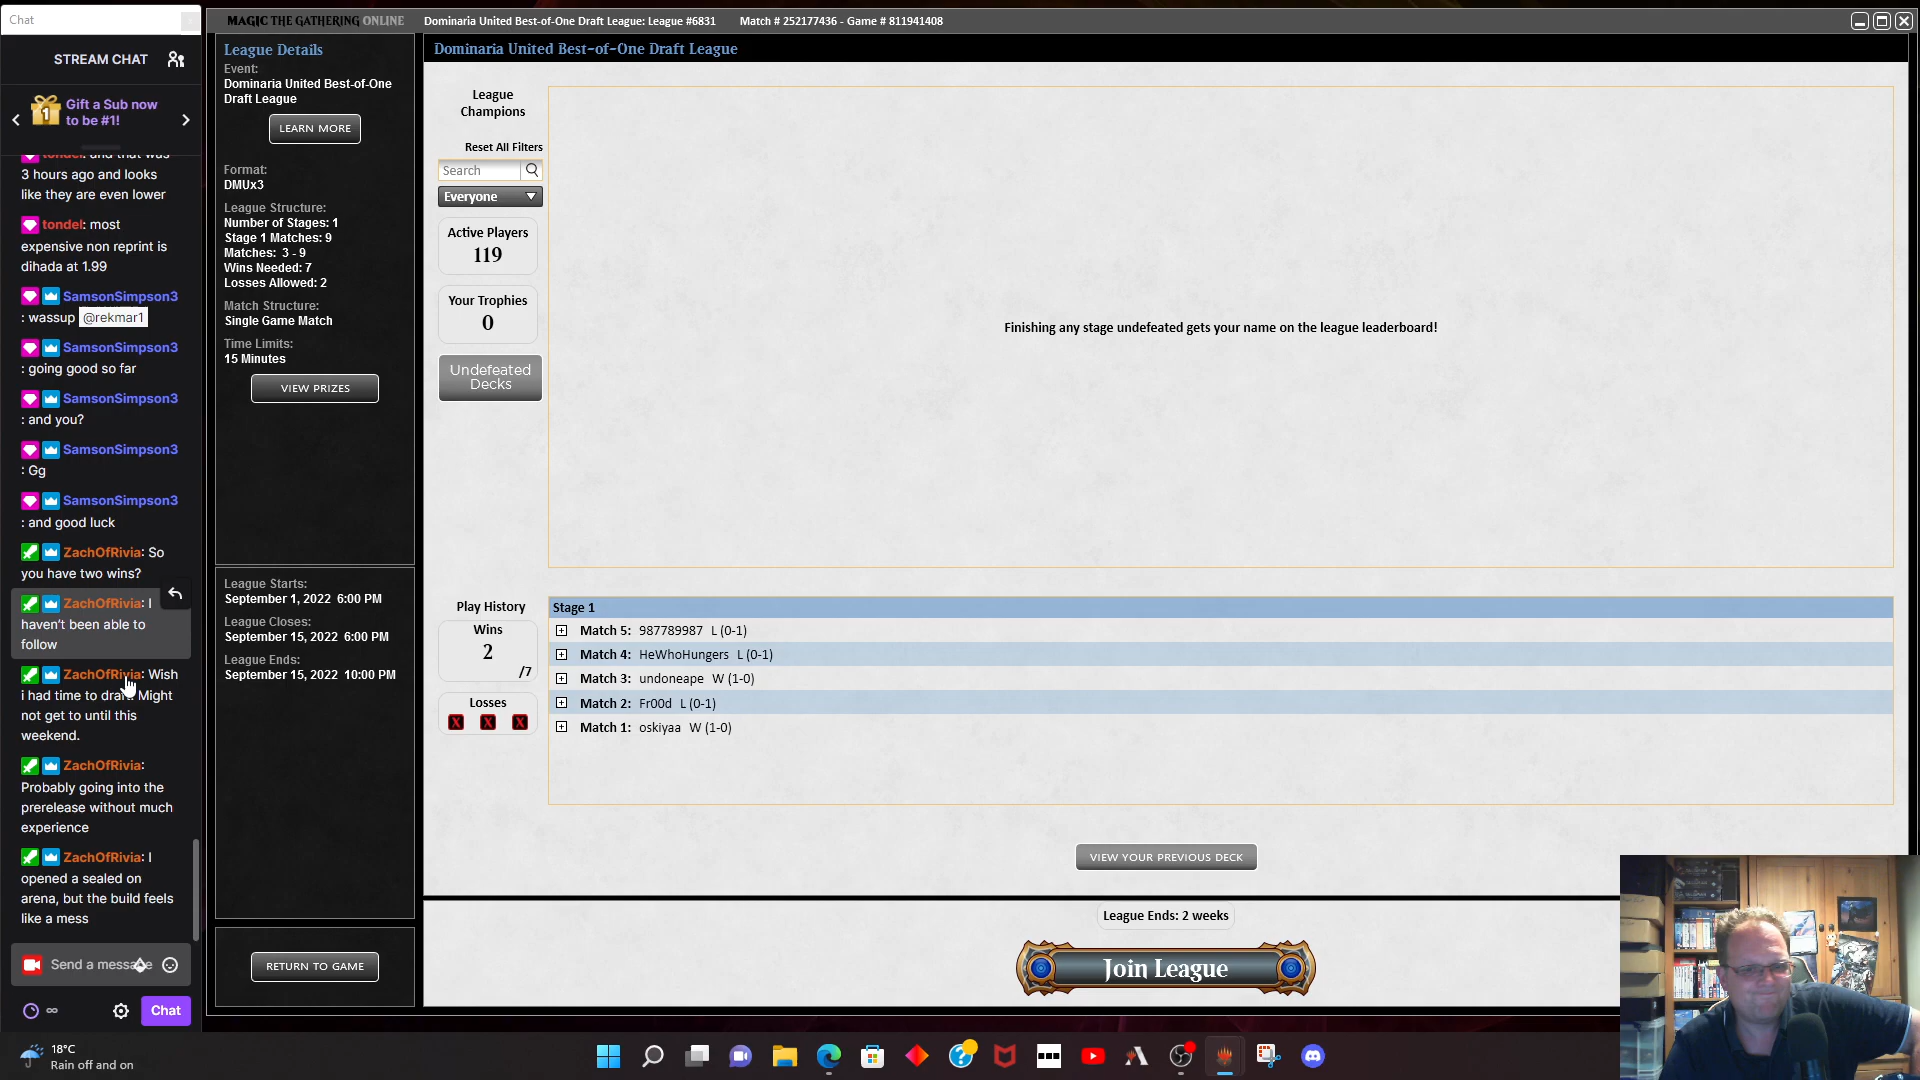 Chat
STREAM CHAT
Gift a Sub now
to be #1!
1
tondel: and that was
3 hours ago and looks
like they are even lower
tondel: most
expensive non reprint is
dihada at 1.99
SamsonSimpson3
: wassup @rekmar1
SamsonSimpson3
: going good so far
SamsonSimpson3
: and you?
SamsonSimpson3
: Gg
SamsonSimpson3
: and good luck
ZachOfRivia: So
you have two wins?
ZachOfRivia: I
haven't been able to
follow
ZachOfRivia: Wish
i had time to draft. Might
not get to until this
weekend.
ZachOfRivia:
Probably going into the
prerelease without much
experience
ZachOfRivia: I
opened a sealed on
arena, but the build feels
like a mess
Send a message
Chat
MAGIC THE GATHERING ONLINE
Dominaria United Best-of-One Draft League: League #6831
Match # 252177436 - Game # 811941408
League Details
Event:
Dominaria United Best-of-One
Draft League
LEARN MORE
Format:
DMUx3
League Structure:
Number of Stages: 1
Stage 1 Matches: 9
Matches: 3 - 9
Wins Needed: 7
Losses Allowed: 2
Match Structure:
Single Game Match
Time Limits:
15 Minutes
VIEW PRIZES
League Starts:
September 1, 2022 6:00 PM
League Closes:
September 15, 2022 6:00 PM
League Ends:
September 15, 2022 10:00 PM
RETURN TO GAME
Dominaria United Best-of-One Draft League
League
Champions
Reset All Filters
Search
Everyone
Active Players
119
Your Trophies
0
Undefeated
Decks
Finishing any stage undefeated gets your name on the league leaderboard!
Play History
Wins
2
/7
Losses
X X X
Stage 1
Match 5: 987789987 L (0-1)
Match 4: HeWhoHungers L (0-1)
Match 3: undoneape W (1-0)
Match 2: Fr00d L (0-1)
Match 1: oskiyaa W (1-0)
VIEW YOUR PREVIOUS DECK
League Ends: 2 weeks
Join League
18°C
Rain off and on